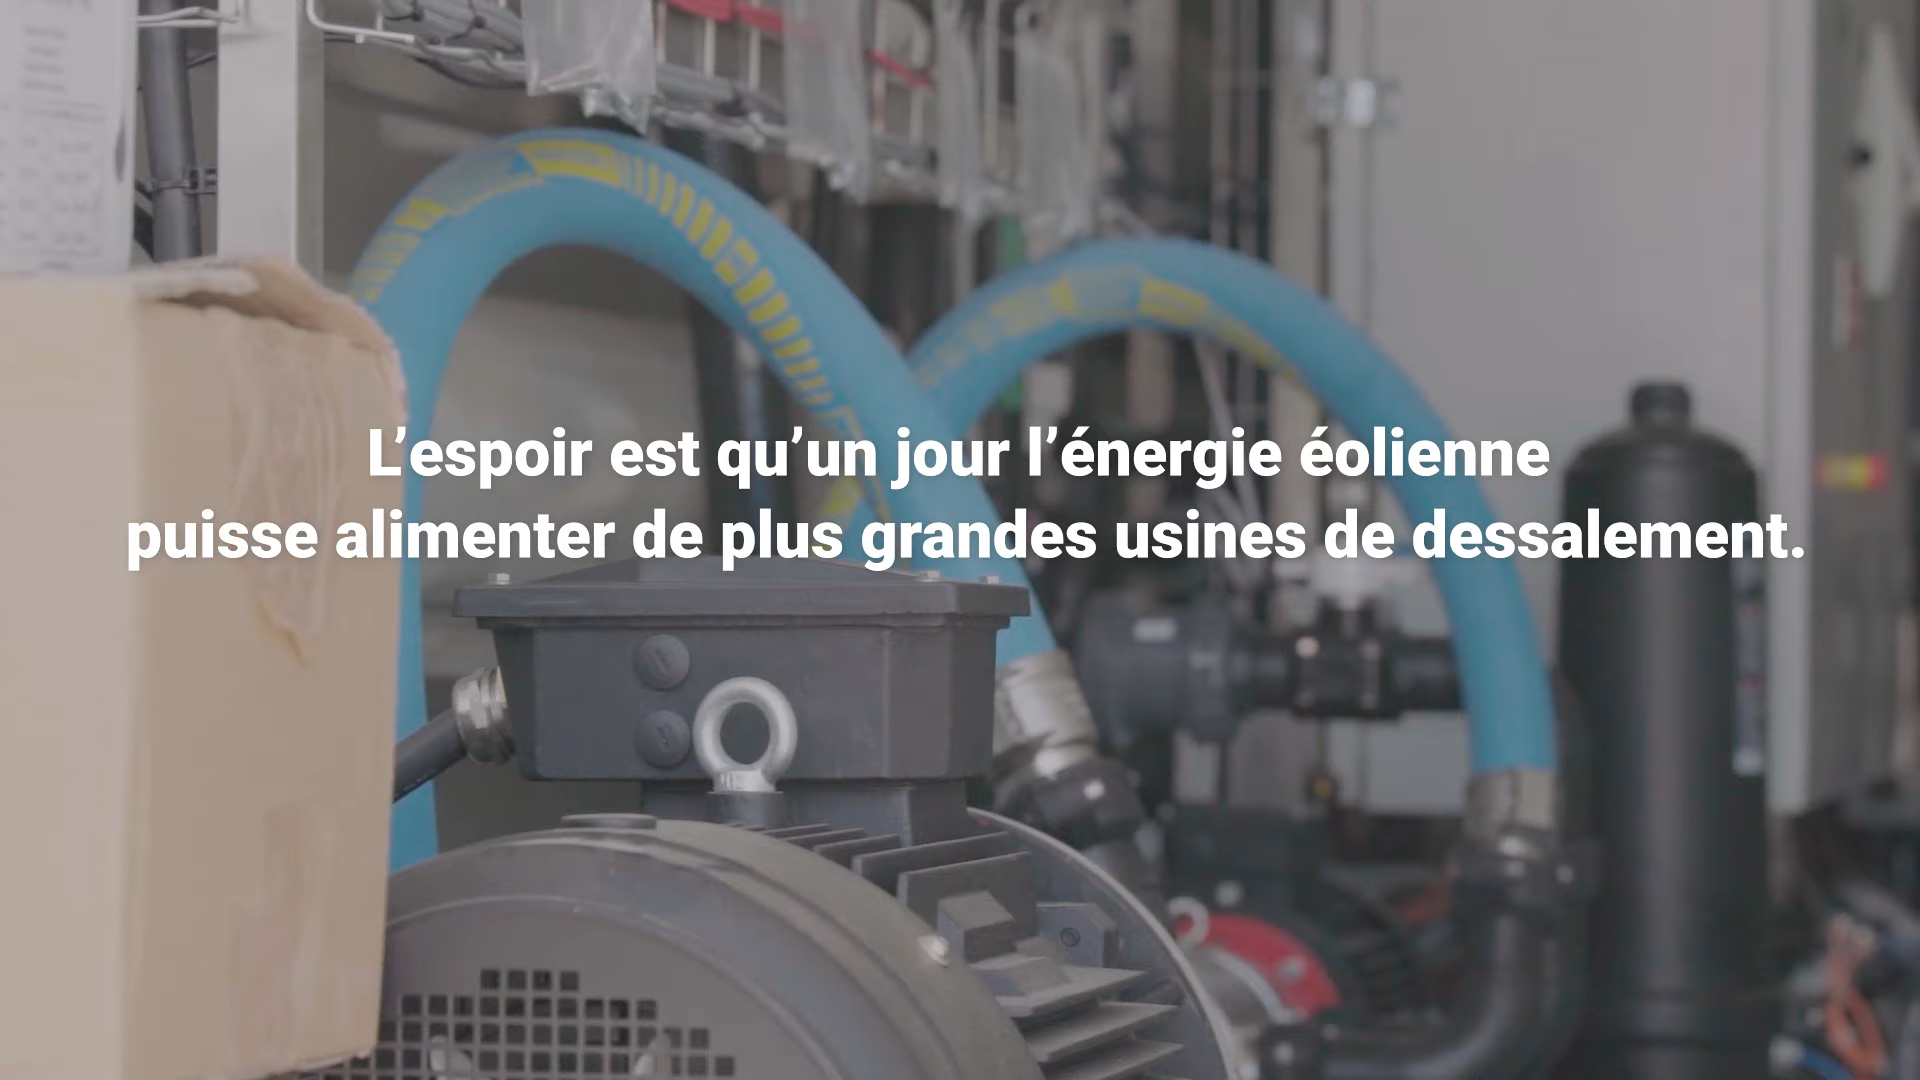 L’espoir est qu’un jour l’énergie éolienne
puisse alimenter de plus grandes usines de dessalement.